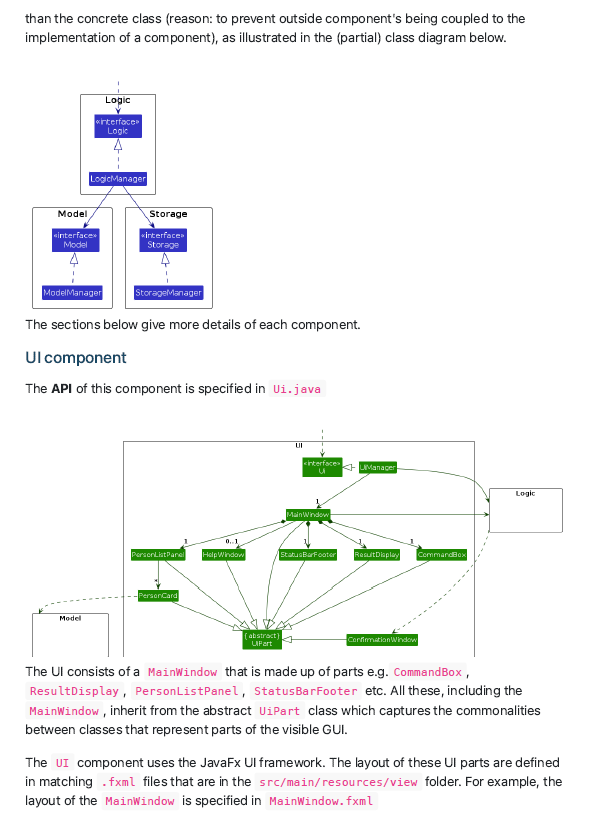 than the concrete class (reason: to prevent outside component's being coupled to the
implementation of a component), as illustrated in the (partial) class diagram below.
Logic
«interface»
Logic
LogicManager
Model
Storage
«interface»
Model
«interface»
Storage
ModelManager
StorageManager
The sections below give more details of each component.
UI component
The API of this component is specified in Ui.java
UI
«interface»
Ui
UiManager
Logic
1
MainWindow
1
0..1
1
1
1
PersonListPanel
HelpWindow
StatusBarFooter
ResultDisplay
CommandBox
*
PersonCard
Model
{abstract}
UiPart
ConfirmationWindow
The UI consists of a MainWindow that is made up of parts e.g. CommandBox ,
ResultDisplay , PersonListPanel , StatusBarFooter etc. All these, including the
MainWindow , inherit from the abstract UiPart class which captures the commonalities
between classes that represent parts of the visible GUI.
The UI component uses the JavaFx UI framework. The layout of these UI parts are defined
in matching .fxml files that are in the src/main/resources/view folder. For example, the
layout of the MainWindow is specified in MainWindow.fxml